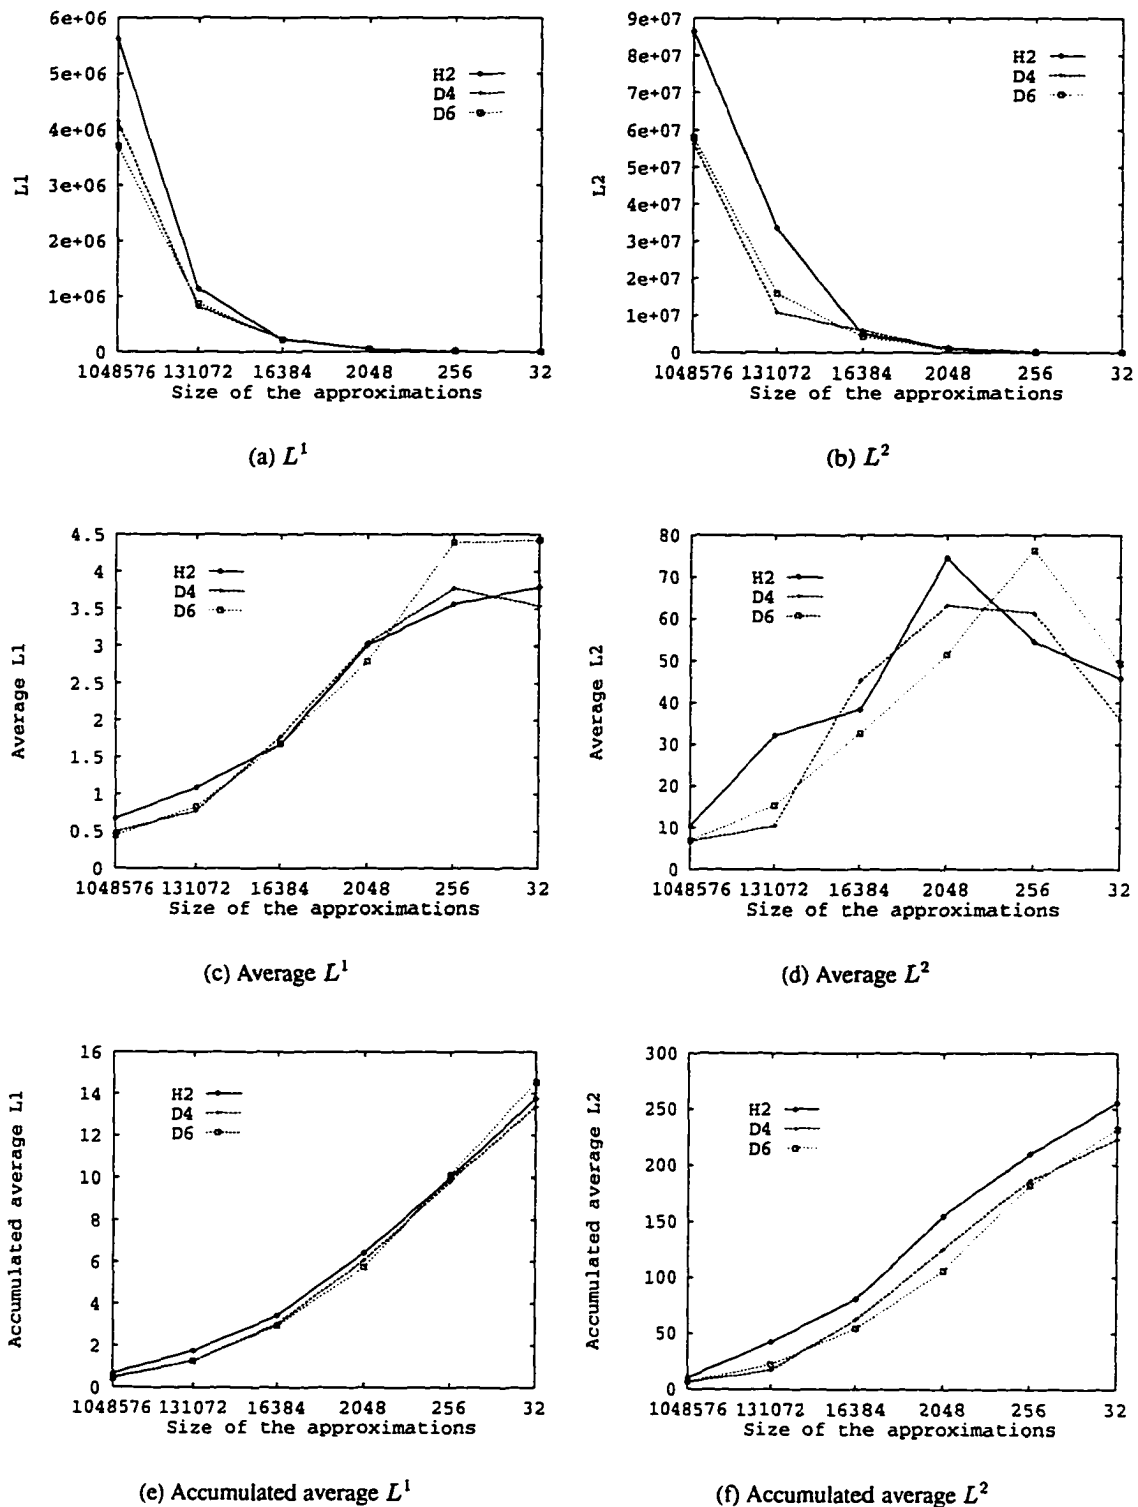 6e+06
5e+06
4e+06
3e+06
2e+06
1e+06
0
L1
H2
D4
D6
1048576 131072 16384 2048 256 32
Size of the approximations
(a) L¹
9e+07
8e+07
7e+07
6e+07
5e+07
4e+07
3e+07
2e+07
1e+07
0
L2
H2
D4
D6
1048576 131072 16384 2048 256 32
Size of the approximations
(b) L²
4.5
4
3.5
3
2.5
2
1.5
1
0.5
0
Average L1
H2
D4
D6
1048576 131072 16384 2048 256 32
Size of the approximations
(c) Average L¹
80
70
60
50
40
30
20
10
0
Average L2
H2
D4
D6
1048576 131072 16384 2048 256 32
Size of the approximations
(d) Average L²
16
14
12
10
8
6
4
2
0
Accumulated average L1
H2
D4
D6
1048576 131072 16384 2048 256 32
Size of the approximations
(e) Accumulated average L¹
300
250
200
150
100
50
0
Accumulated average L2
H2
D4
D6
1048576 131072 16384 2048 256 32
Size of the approximations
(f) Accumulated average L²